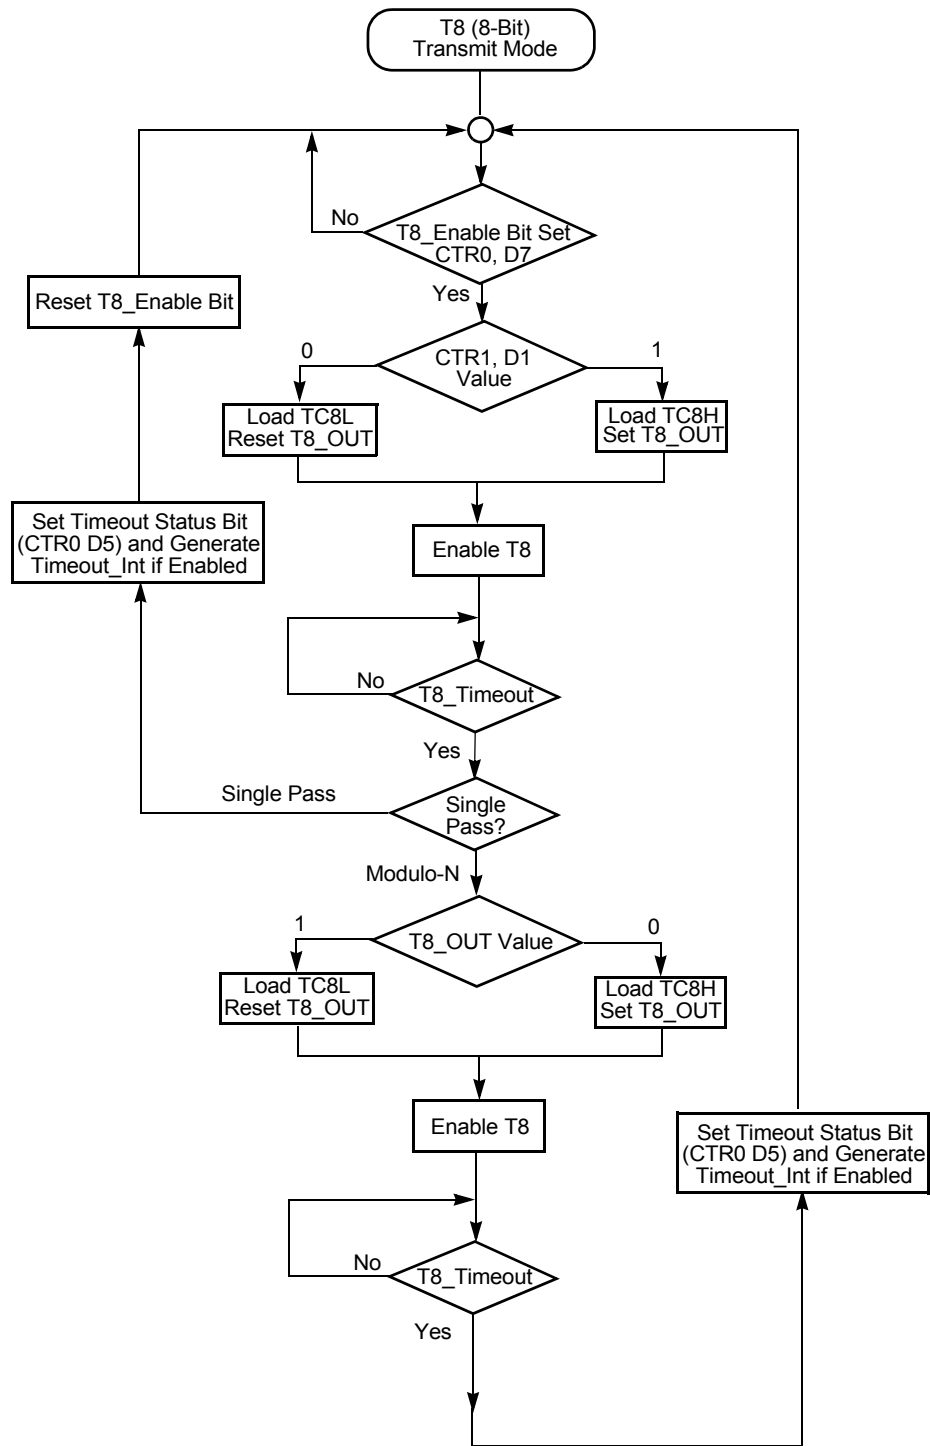 T8 (8-Bit)
Transmit Mode
No
T8_Enable Bit Set
CTR0, D7
Yes
Reset T8_Enable Bit
0
CTR1, D1
Value
1
Load TC8L
Reset T8_OUT
Load TC8H
Set T8_OUT
Set Timeout Status Bit
(CTR0 D5) and Generate
Timeout_Int if Enabled
Enable T8
No
T8_Timeout
Yes
Single Pass
Single
Pass?
Modulo-N
1
T8_OUT Value
0
Load TC8L
Reset T8_OUT
Load TC8H
Set T8_OUT
Enable T8
Set Timeout Status Bit
(CTR0 D5) and Generate
Timeout_Int if Enabled
No
T8_Timeout
Yes